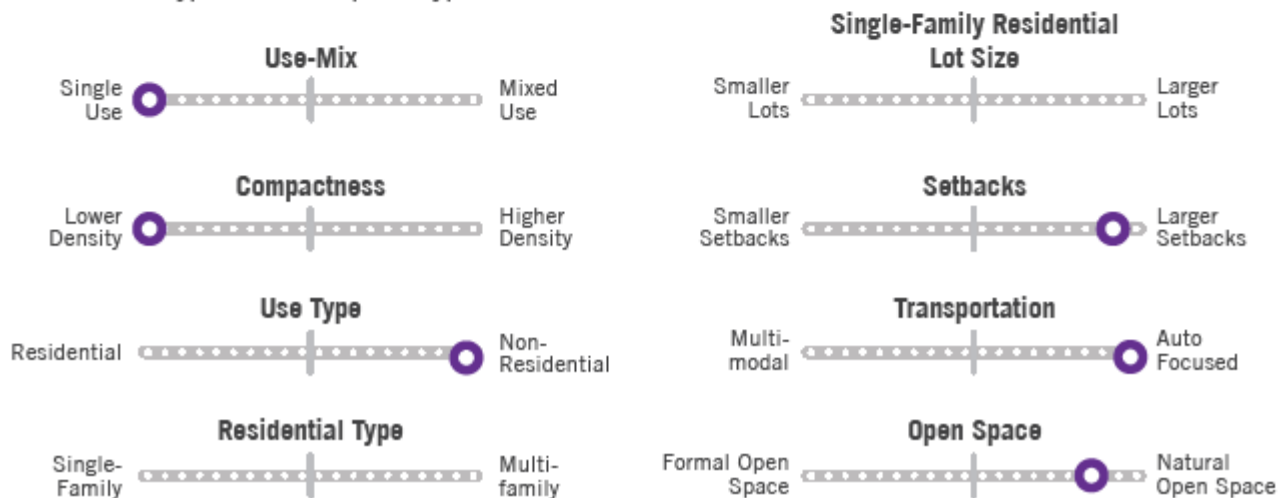 Use-Mix
Single
Use
Mixed
Use
Compactness
Lower
Density
Higher
Density
Use Type
Residential
Non-
Residential
Residential Type
Single-
Family
Multi-
family
Single-Family Residential
Lot Size
Smaller
Lots
Larger
Lots
Setbacks
Smaller
Setbacks
Larger
Setbacks
Transportation
Multi-
modal
Auto
Focused
Open Space
Formal Open
Space
Natural
Open Space